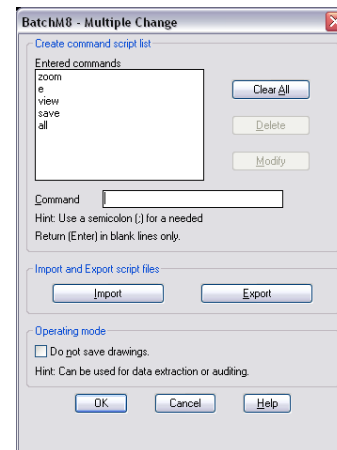 BatchM8 - Multiple Change
Create command script list
Entered commands
zoom
e
view
save
all
Clear All
Delete
Modify
Command
Hint: Use a semicolon (;) for a needed
Return (Enter) in blank lines only.
Import and Export script files
Import
Export
Operating mode
Do not save drawings.
Hint: Can be used for data extraction or auditing.
OK
Cancel
Help